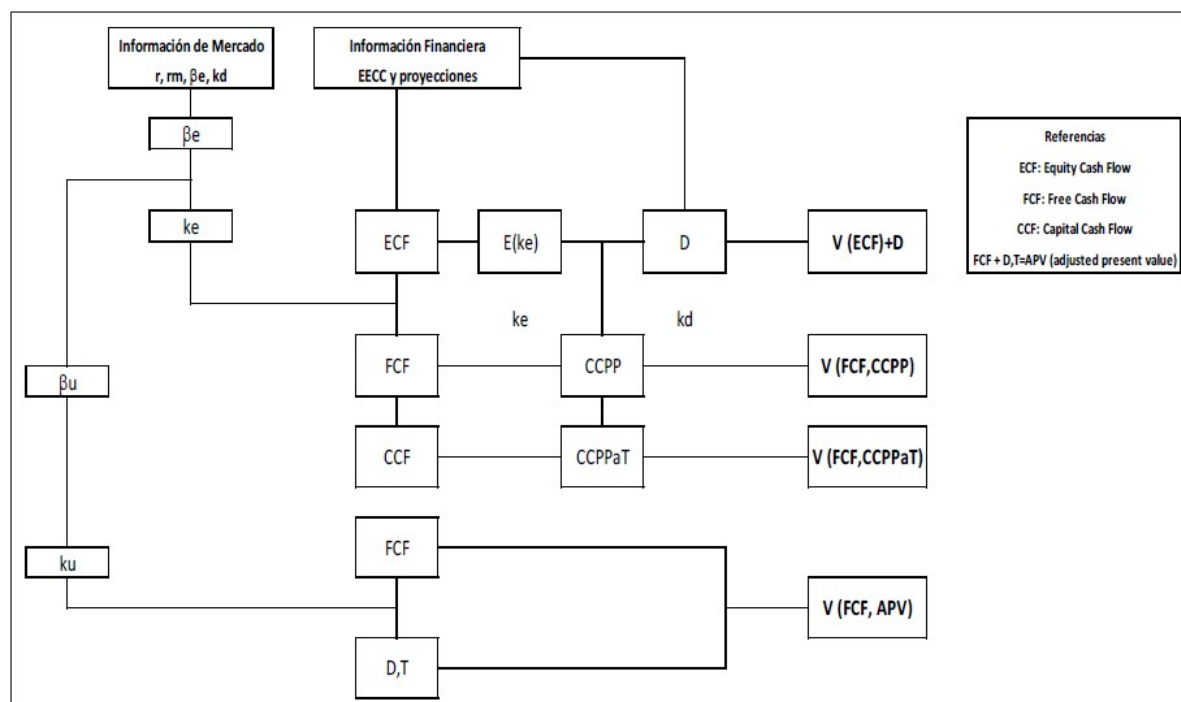 Información de Mercado
r, rm, βe, kd
Información Financiera
EECC y proyecciones
βe
Referencias
ECF: Equity Cash Flow
FCF: Free Cash Flow
CCF: Capital Cash Flow
FCF + D,T=APV (adjusted present value)
ke
ECF
E(ke)
D
V (ECF)+D
ke
kd
βu
FCF
CCPP
V (FCF,CCPP)
CCF
CCPPaT
V (FCF,CCPPaT)
ku
FCF
V (FCF, APV)
D,T